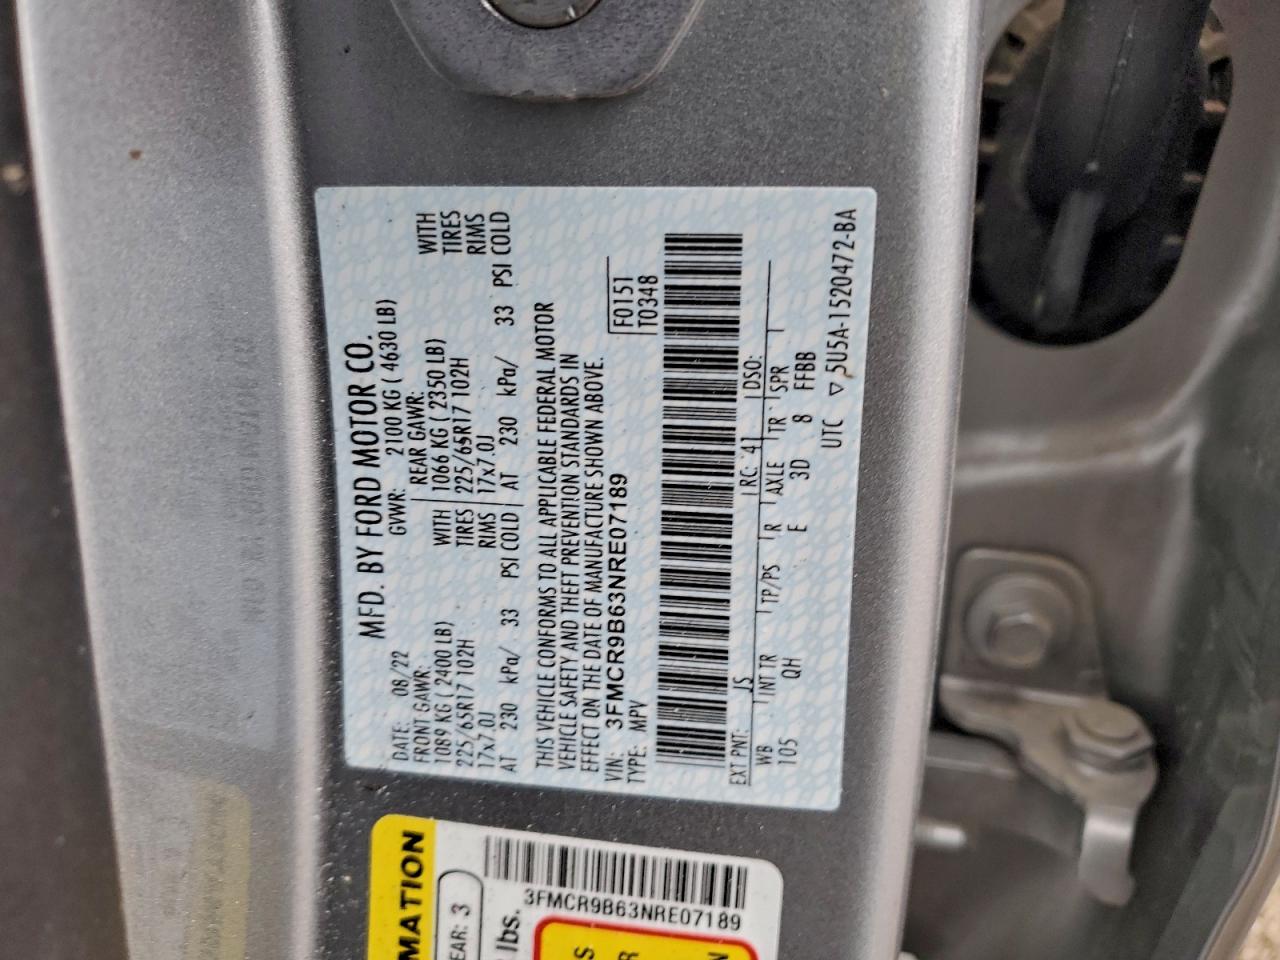 MFD. BY FORD MOTOR CO.
DATE: 08/22 GVWR: 2100 KG ( 4630 LB)
FRONT GAWR: REAR GAWR:
1089 KG ( 2400 LB) WITH 1066 KG ( 2350 LB) WITH
225/65R17 102H TIRES 225/65R17 102H TIRES
17x7.0J RIMS 17x7.0J RIMS
AT 230 kPa/ 33 PSI COLD AT 230 kPa/ 33 PSI COLD
THIS VEHICLE CONFORMS TO ALL APPLICABLE FEDERAL MOTOR
VEHICLE SAFETY AND THEFT PREVENTION STANDARDS IN
EFFECT ON THE DATE OF MANUFACTURE SHOWN ABOVE.
VIN: 3FMCR9B63NRE07189
TYPE: MPV
F0151
T0348
EXT PNT: JS RC: 41 DSO:
WB INT TR TP/PS R AXLE TR SPR
105 QH E 3D 8 FFBB
UTC ▽ 5U5A-1520472-BA
MATION
EAR: 3
lbs.
3FMCR9B63NRE07189